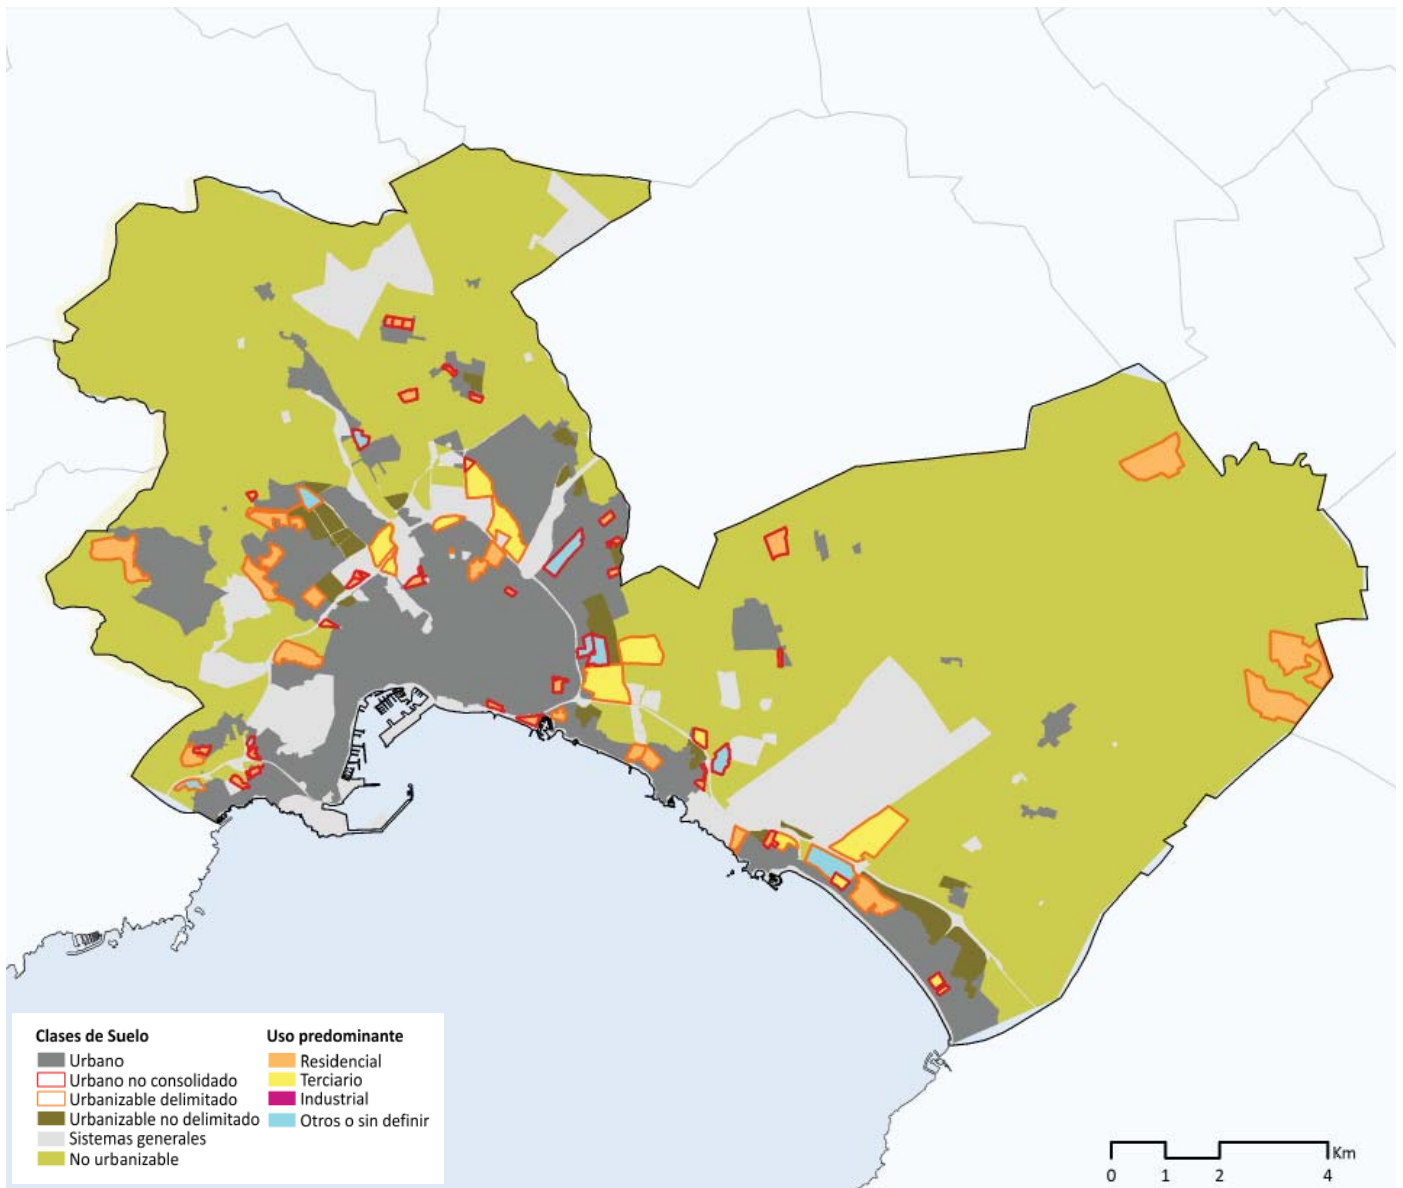 Clases de Suelo
Urbano
Urbano no consolidado
Urbanizable delimitado
Urbanizable no delimitado
Sistemas generales
No urbanizable
Uso predominante
Residencial
Terciario
Industrial
Otros o sin definir
Km
0 1 2 4